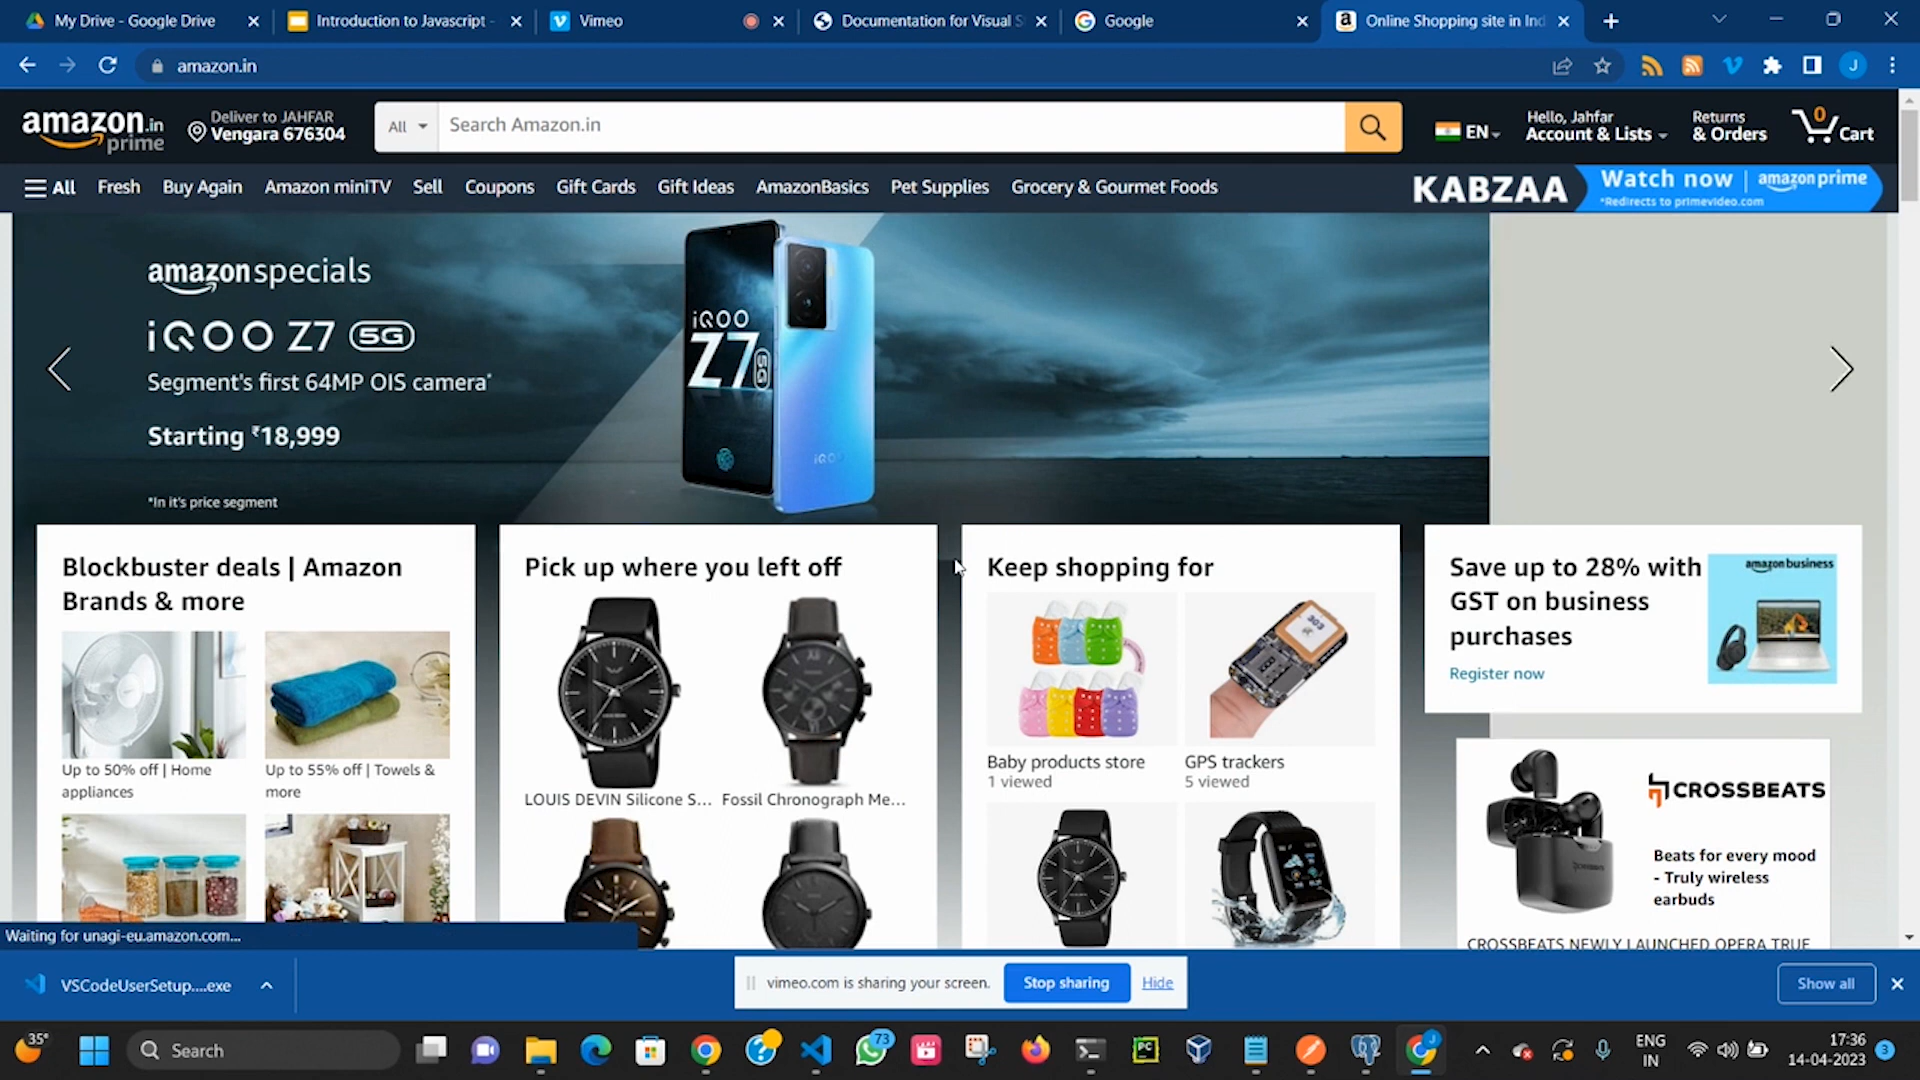 My Drive - Google Drive
Introduction to Javascript -
Vimeo
Documentation for Visual S
Google
Online Shopping site in Ind
amazon.in
J
amazon.in
prime
Deliver to JAHFAR
Vengara 676304
All
Search Amazon.in
EN
Hello, Jahfar
Account & Lists
Returns
& Orders
0
Cart
All
Fresh
Buy Again
Amazon miniTV
Sell
Coupons
Gift Cards
Gift Ideas
AmazonBasics
Pet Supplies
Grocery & Gourmet Foods
KABZAA
Watch now | amazon prime
*Redirects to primevideo.com
amazon specials
iQOO Z7 5G
Segment's first 64MP OIS camera*
Starting ₹18,999
*In it's price segment
iQOO
Z7
5G
iQOO
Blockbuster deals | Amazon
Brands & more
Up to 50% off | Home
appliances
Up to 55% off | Towels &
more
Pick up where you left off
LOUIS DEVIN Silicone S...
Fossil Chronograph Me...
Keep shopping for
303
Baby products store
1 viewed
GPS trackers
5 viewed
Save up to 28% with
GST on business
purchases
Register now
amazon business
CROSSBEATS
Beats for every mood
- Truly wireless
earbuds
CROSSBEATS NEWLY LAUNCHED OPERA TRUE
Waiting for unagi-eu.amazon.com...
VSCodeUserSetup....exe
vimeo.com is sharing your screen.
Stop sharing
Hide
Show all
35°
Search
73
PC
J
ENG
IN
17:36
14-04-2023
3